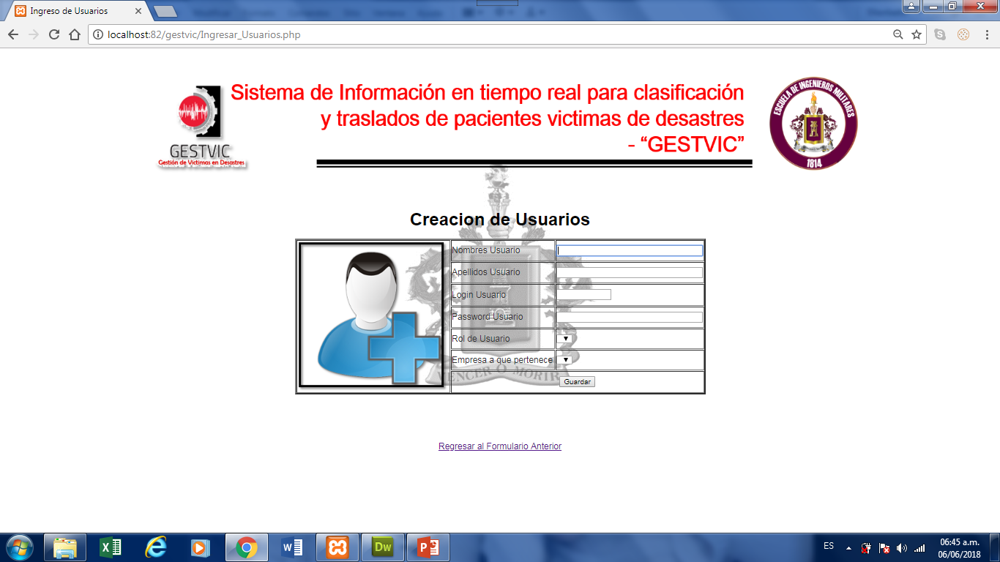 Ingreso de Usuarios
localhost:82/gestvic/Ingresar_Usuarios.php
Sistema de Información en tiempo real para clasificación
y traslados de pacientes victimas de desastres
- “GESTVIC”
GESTVIC
Gestión de Victimas en Desastres
ESCUELA DE INGENIEROS MILITARES
1814
Creacion de Usuarios
Nombres Usuario
Apellidos Usuario
Login Usuario
Password Usuario
Rol de Usuario
Empresa a que pertenece
VENCER O MORIR
Guardar
Regresar al Formulario Anterior
Dw
ES
06:45 a.m.
06/06/2018